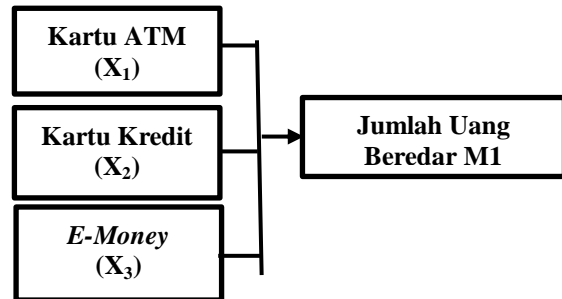 Kartu ATM
(X₁)
Kartu Kredit
(X₂)
E-Money
(X₃)
Jumlah Uang
Beredar M1